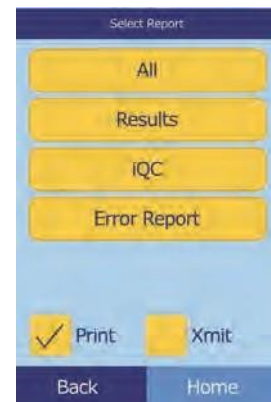 Select Report
All
Results
iQC
Error Report
Print Xmit
Back Home